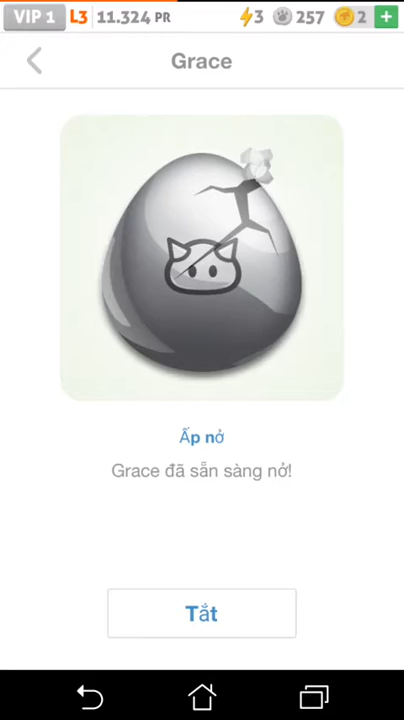 VIP 1 L3 11.324 PR 3 257 2 +
Grace
Ấp nở
Grace đã sẵn sàng nở!
Tắt